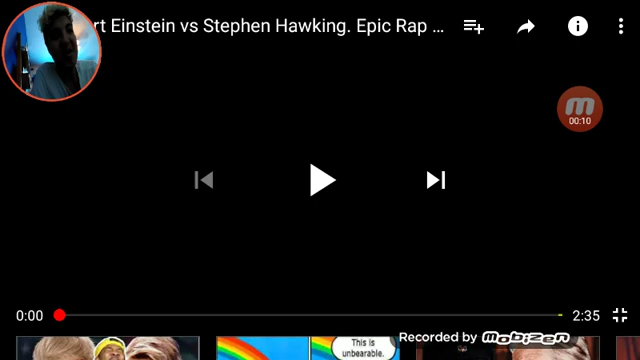 rt Einstein vs Stephen Hawking. Epic Rap ...
00:10
0:00
2:35
This is
unbearable.
Recorded by mobizen